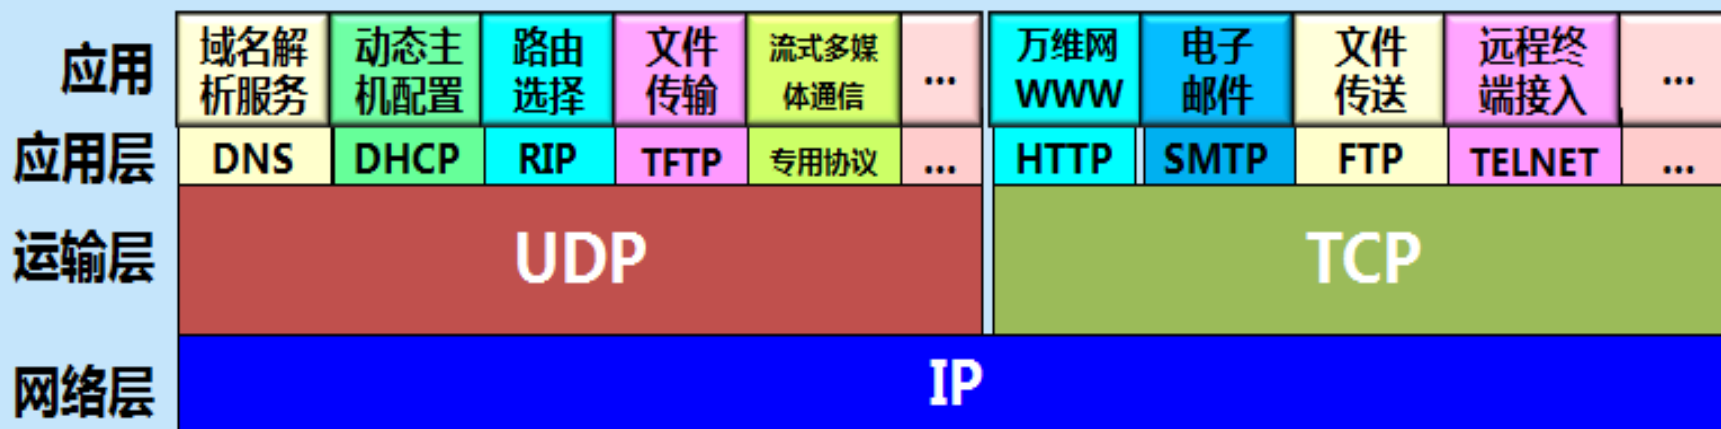 应用
域名解
析服务
动态主
机配置
路由
选择
文件
传输
流式多媒
体通信
...
万维网
WWW
电子
邮件
文件
传送
远程终
端接入
...
应用层
DNS
DHCP
RIP
TFTP
专用协议
...
HTTP
SMTP
FTP
TELNET
...
运输层
UDP
TCP
网络层
IP